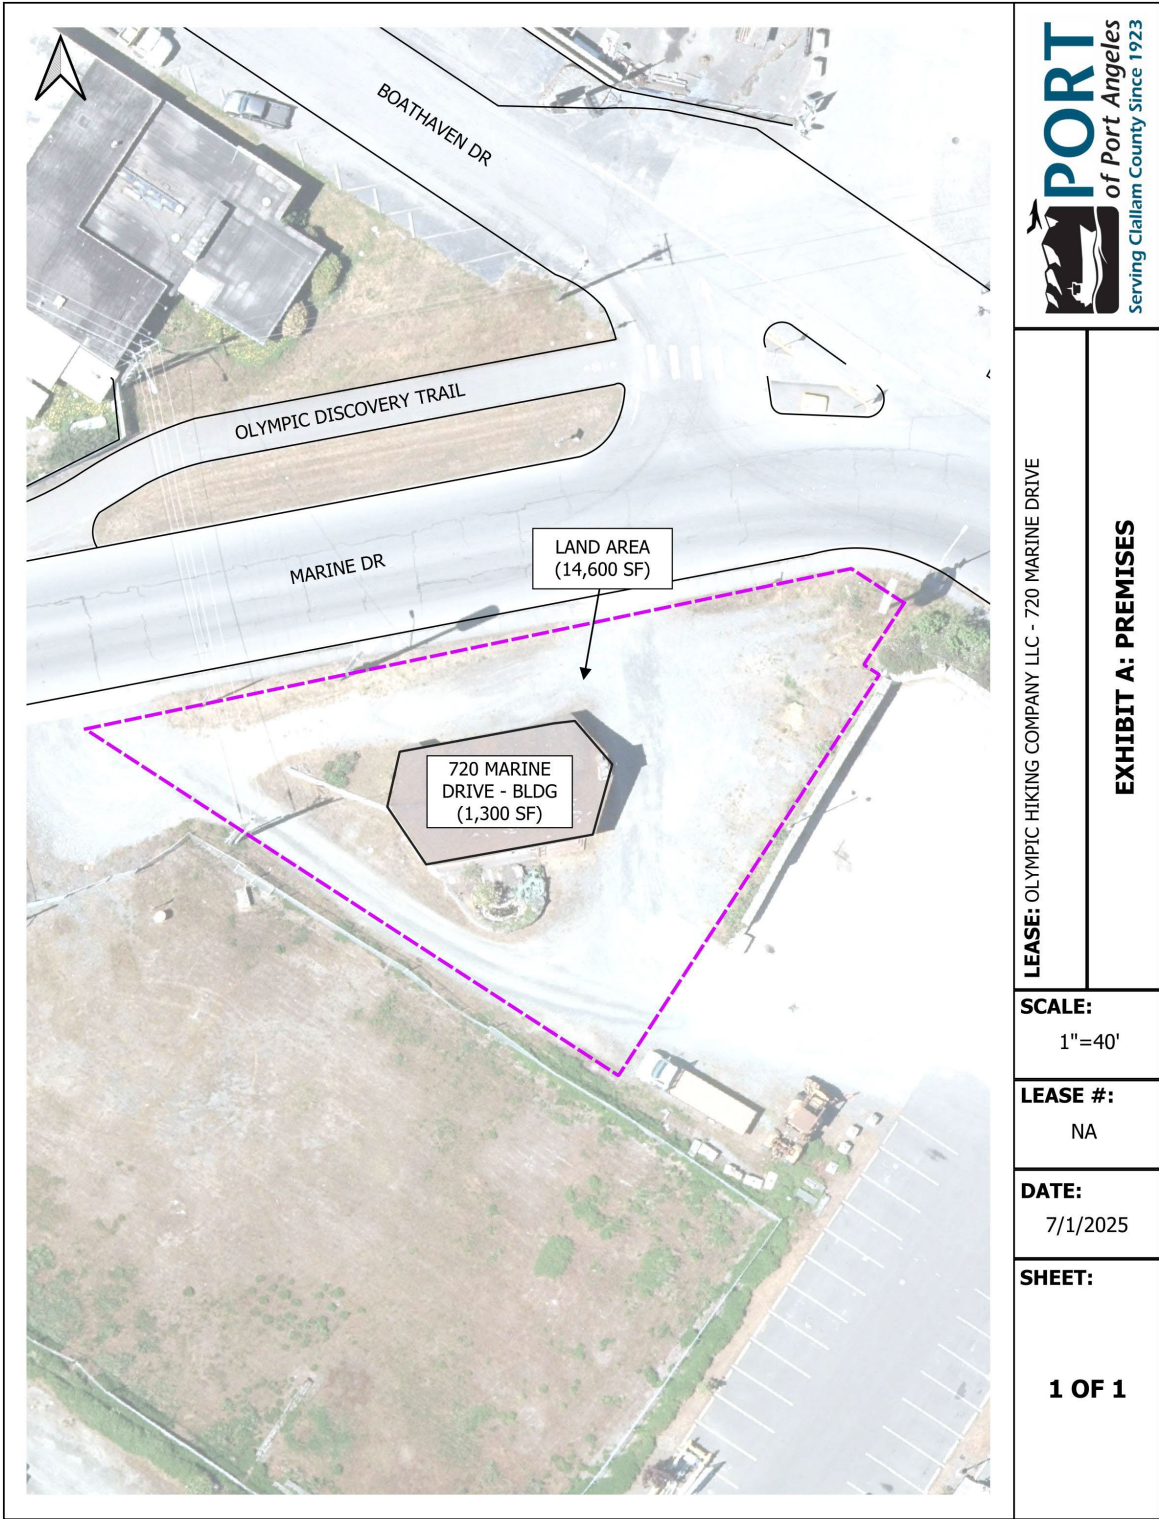 BOATHAVEN DR
OLYMPIC DISCOVERY TRAIL
MARINE DR
LAND AREA
(14,600 SF)
720 MARINE
DRIVE - BLDG
(1,300 SF)
PORT
of Port Angeles
Serving Clallam County Since 1923
LEASE: OLYMPIC HIKING COMPANY LLC - 720 MARINE DRIVE
EXHIBIT A: PREMISES
SCALE:
1"=40'
LEASE #:
NA
DATE:
7/1/2025
SHEET:
1 OF 1